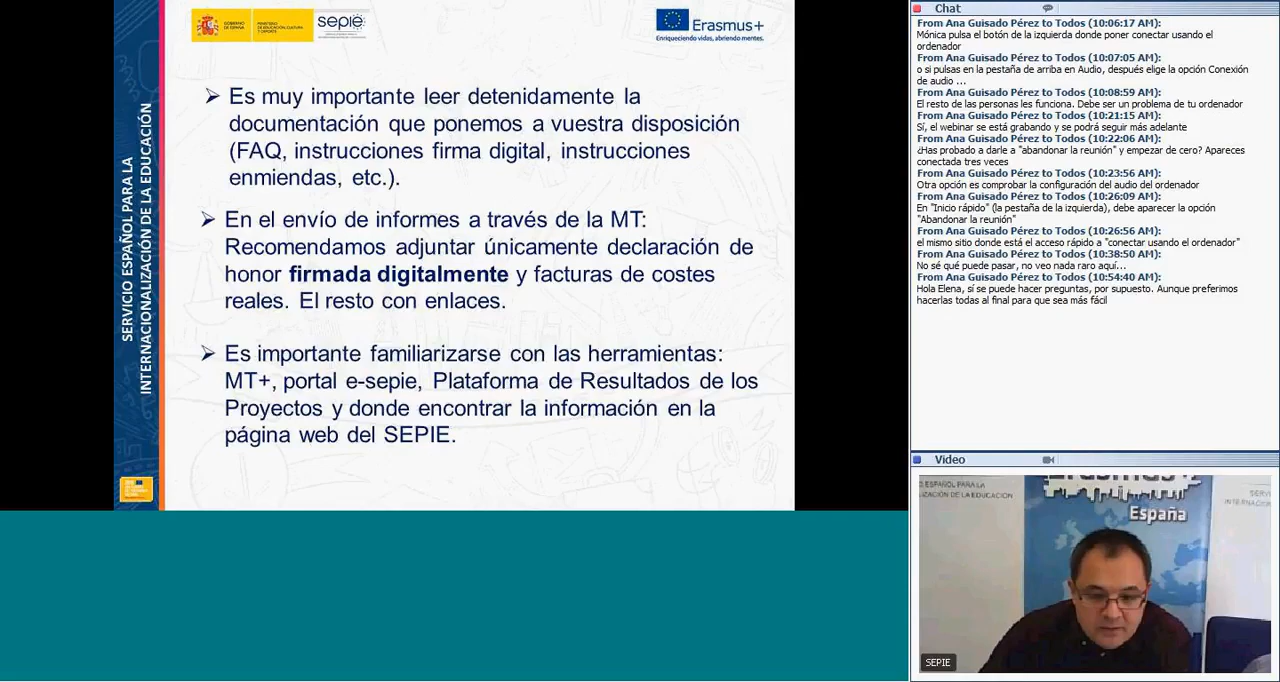 GOBIERNO
DE ESPAÑA
MINISTERIO
DE EDUCACIÓN, CULTURA
Y DEPORTE
sepie
Erasmus+
Enriqueciendo vidas, abriendo mentes.
SERVICIO ESPAÑOL PARA LA
INTERNACIONALIZACIÓN DE LA EDUCACIÓN
➢ Es muy importante leer detenidamente la
documentación que ponemos a vuestra disposición
(FAQ, instrucciones firma digital, instrucciones
enmiendas, etc.).
➢ En el envío de informes a través de la MT:
Recomendamos adjuntar únicamente declaración de
honor firmada digitalmente y facturas de costes
reales. El resto con enlaces.
➢ Es importante familiarizarse con las herramientas:
MT+, portal e-sepie, Plataforma de Resultados de los
Proyectos y donde encontrar la información en la
página web del SEPIE.
Chat
From Ana Guisado Pérez to Todos (10:06:17 AM):
Mónica pulsa el botón de la izquierda donde poner conectar usando el
ordenador
From Ana Guisado Pérez to Todos (10:07:05 AM):
o si pulsas en la pestaña de arriba en Audio, después elige la opción Conexión
de audio ...
From Ana Guisado Pérez to Todos (10:08:59 AM):
El resto de las personas les funciona. Debe ser un problema de tu ordenador
From Ana Guisado Pérez to Todos (10:21:15 AM):
Sí, el webinar se está grabando y se podrá seguir más adelante
From Ana Guisado Pérez to Todos (10:22:06 AM):
¿Has probado a darle a "abandonar la reunión" y empezar de cero? Apareces
conectada tres veces
From Ana Guisado Pérez to Todos (10:23:56 AM):
Otra opción es comprobar la configuración del audio del ordenador
From Ana Guisado Pérez to Todos (10:26:09 AM):
En "Inicio rápido" (la pestaña de la izquierda), debe aparecer la opción
"Abandonar la reunión"
From Ana Guisado Pérez to Todos (10:26:56 AM):
el mismo sitio donde está el acceso rápido a "conectar usando el ordenador"
From Ana Guisado Pérez to Todos (10:38:50 AM):
No sé qué puede pasar, no veo nada raro aquí...
From Ana Guisado Pérez to Todos (10:54:40 AM):
Hola Elena, sí se puede hacer preguntas, por supuesto. Aunque preferimos
hacerlas todas al final para que sea más fácil
Video
España
SEPIE